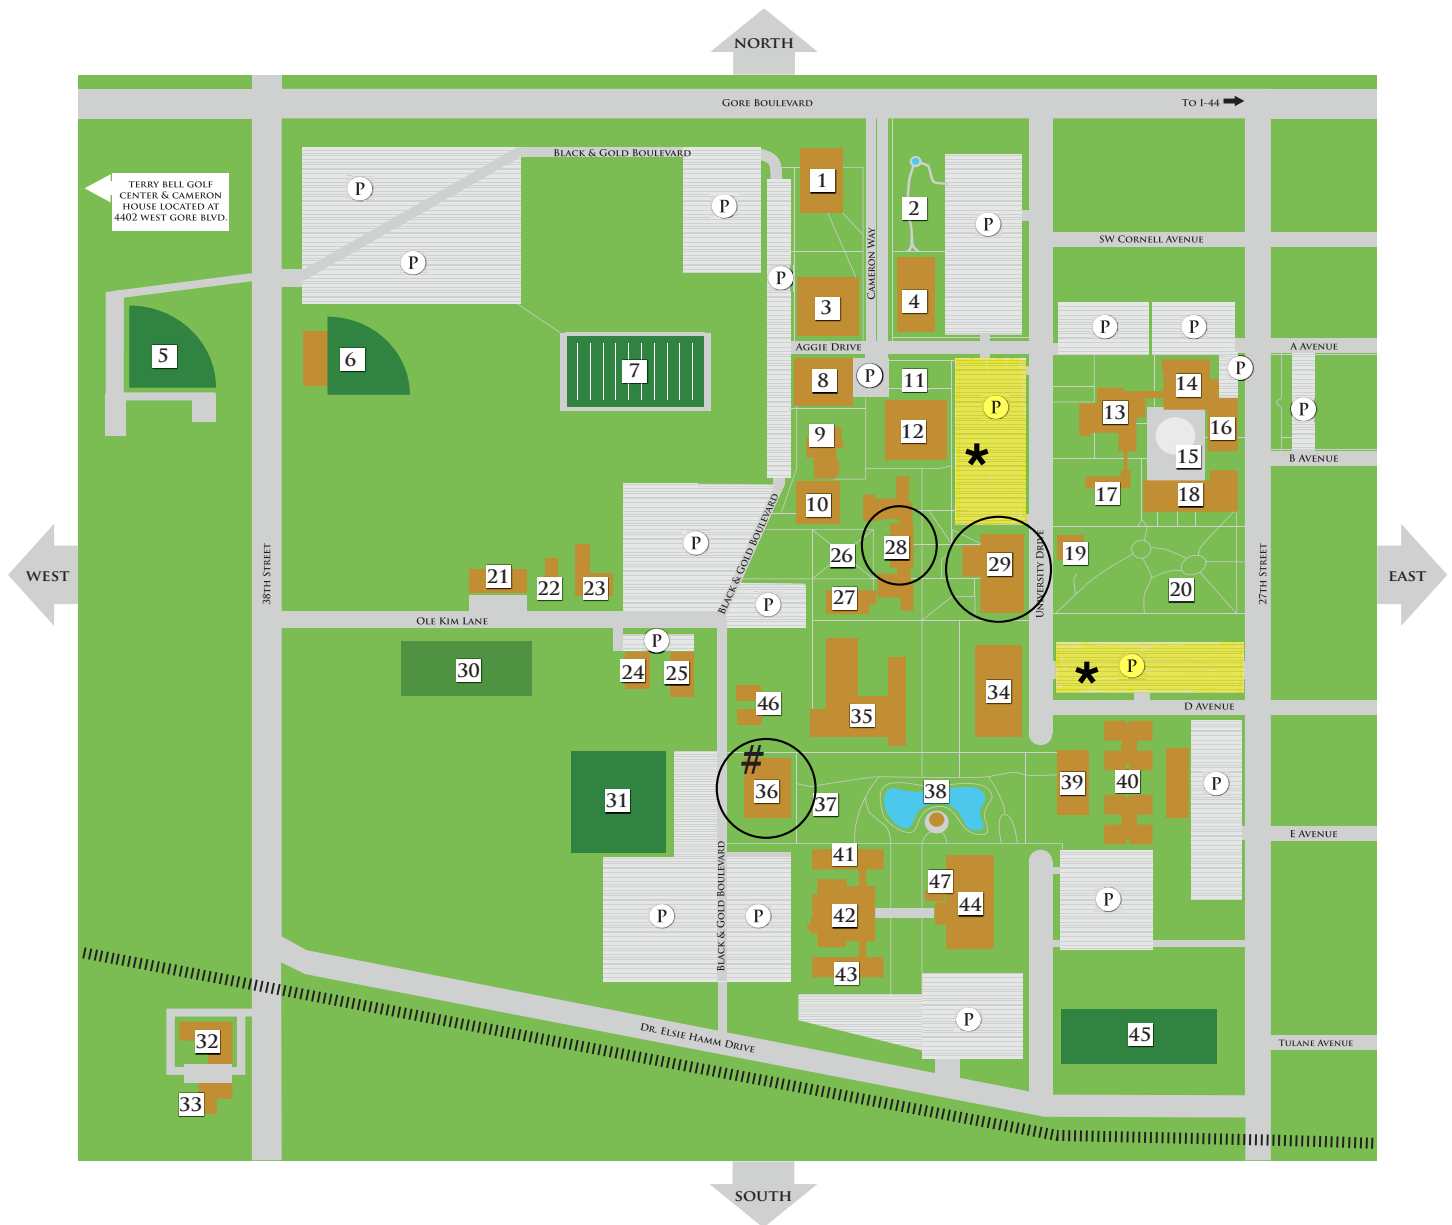 NORTH
GORE BOULEVARD
TO I-44
BLACK & GOLD BOULEVARD
P
1
TERRY BELL GOLF
CENTER & CAMERON
HOUSE LOCATED AT
4402 WEST GORE BLVD.
P
2
P
P
CAMERON WAY
SW CORNELL AVENUE
P
P
3
4
P
P
AGGIE DRIVE
A AVENUE
5
6
7
8
P
11
P
14
P
P
*
13
9
12
16
15
B AVENUE
10
17
18
P
BLACK & GOLD BOULEVARD
26
28
29
UNIVERSITY DRIVE
19
20
27TH STREET
38TH STREET
WEST
EAST
21
22
23
27
P
OLE KIM LANE
P
30
24
25
P
*
46
34
35
D AVENUE
#
36
31
37
38
39
40
P
E AVENUE
41
47
44
P
P
P
42
BLACK & GOLD BOULEVARD
43
P
DR. ELSIE HAMM DRIVE
45
32
TULANE AVENUE
33
SOUTH